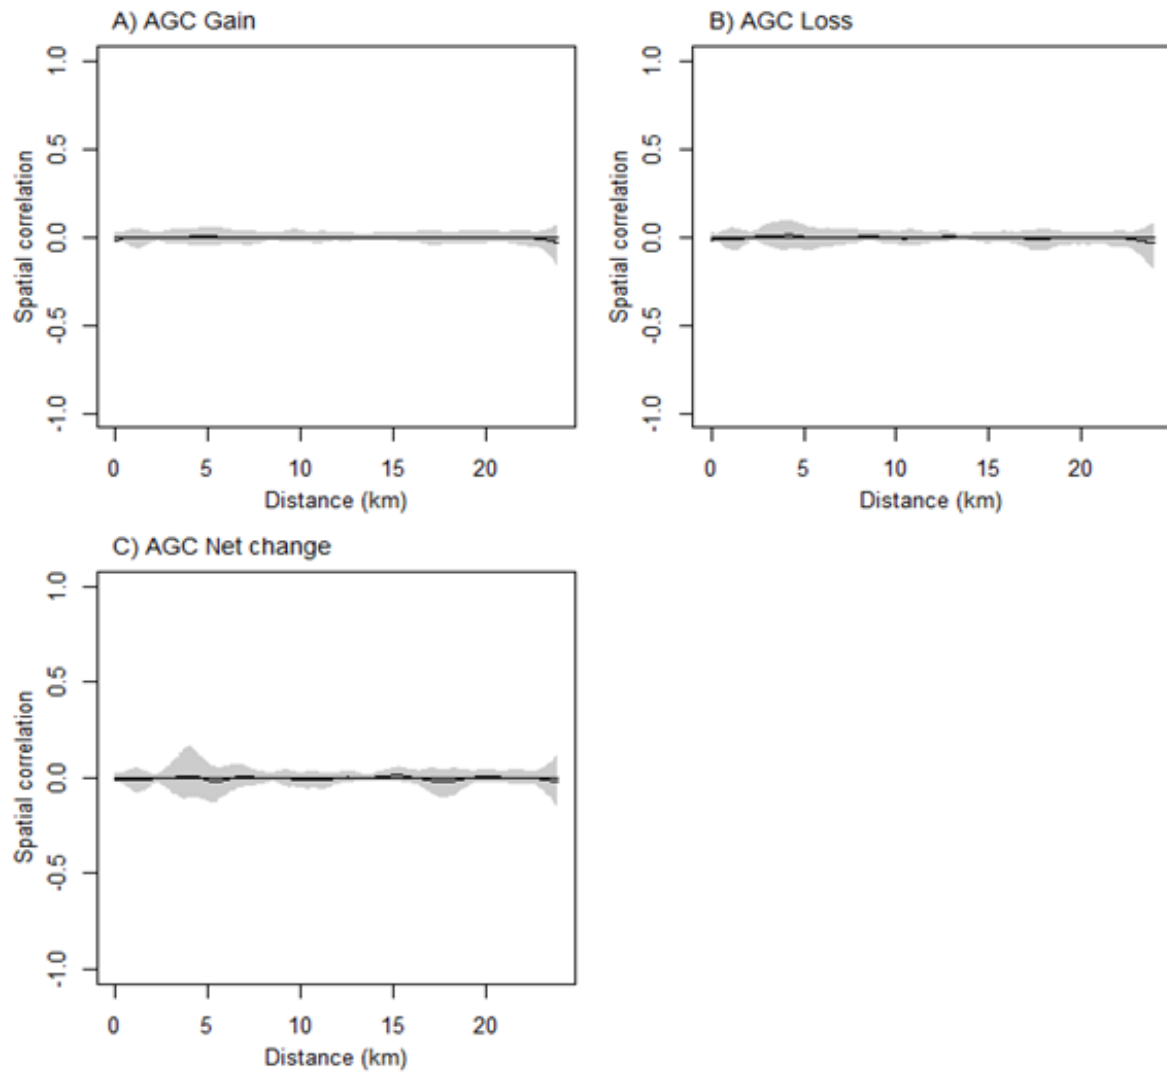 A) AGC Gain
Spatial correlation
1.0
0.5
0.0
-0.5
-1.0
0 5 10 15 20
Distance (km)
B) AGC Loss
Spatial correlation
1.0
0.5
0.0
-0.5
-1.0
0 5 10 15 20
Distance (km)
C) AGC Net change
Spatial correlation
1.0
0.5
0.0
-0.5
-1.0
0 5 10 15 20
Distance (km)